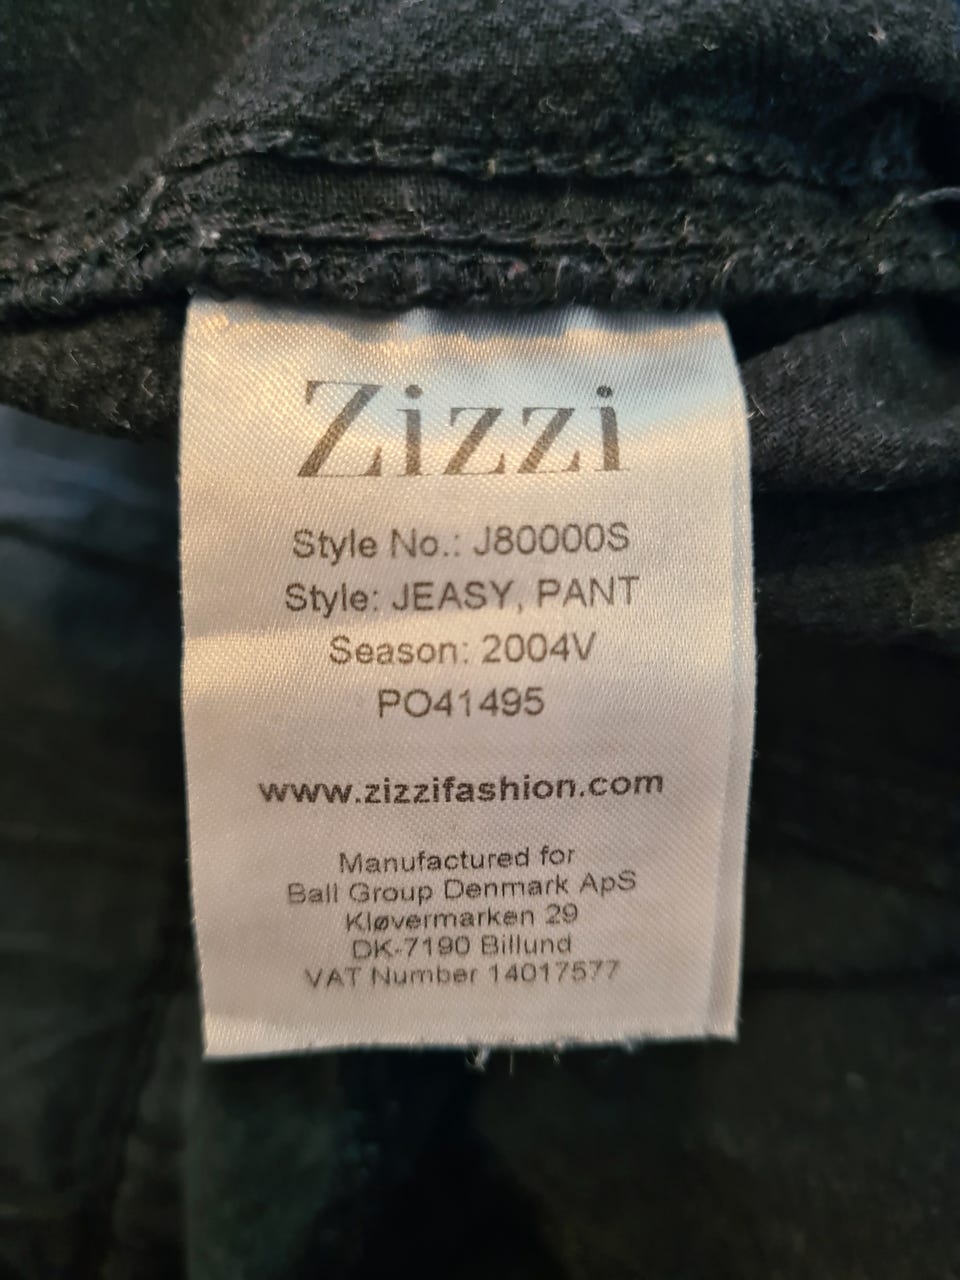 Zizzi
Style No.: J80000S
Style: JEASY, PANT
Season: 2004V
PO41495
www.zizzifashion.com
Manufactured for
Ball Group Denmark ApS
Kløvermarken 29
DK-7190 Billund
VAT Number 14017577